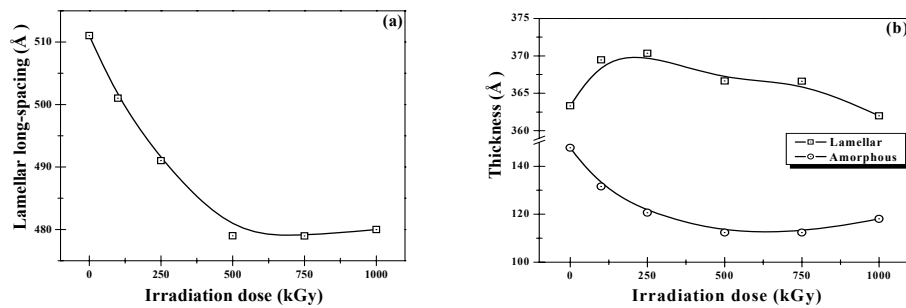 (a)
Lamellar long-spacing (Å)
510
500
490
480
0 250 500 750 1000
Irradiation dose (kGy)
(b)
Thickness (Å)
375
370
365
360
140
120
100
Lamellar
Amorphous
0 250 500 750 1000
Irradiation dose (kGy)